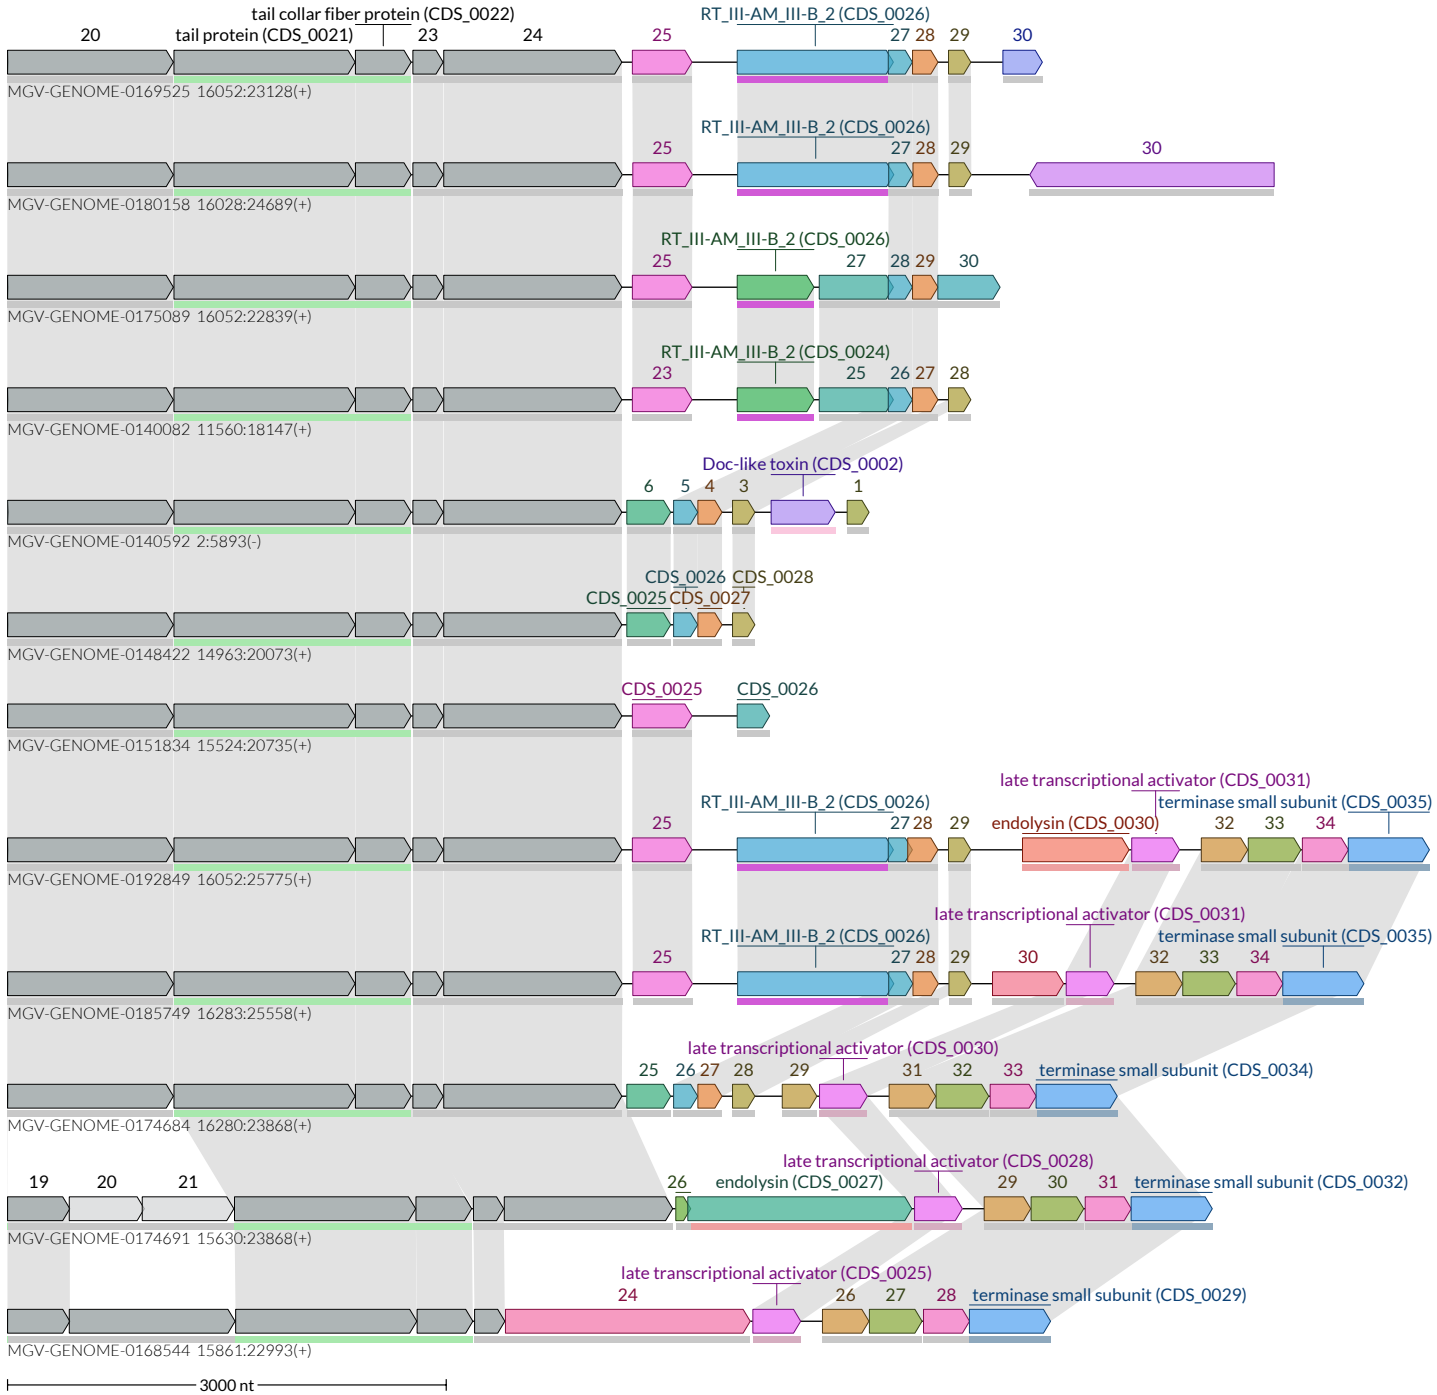 tail collar fiber protein (CDS_0022) RT_III-AM_III-B_2 (CDS_0026)
20 tail protein (CDS_0021) 23 24 25 27 28 29 30
MGV-GENOME-0169525 16052:23128(+)
RT_III-AM_III-B_2 (CDS_0026)
25 27 28 29 30
MGV-GENOME-0180158 16028:24689(+)
RT_III-AM_III-B_2 (CDS_0026)
25 27 28 29 30
MGV-GENOME-0175089 16052:22839(+)
RT_III-AM_III-B_2 (CDS_0024)
23 25 26 27 28
MGV-GENOME-0140082 11560:18147(+)
Doc-like toxin (CDS_0002)
6 5 4 3 1
MGV-GENOME-0140592 2:5893(-)
CDS_0026 CDS_0028
CDS_0025 CDS_0027
MGV-GENOME-0148422 14963:20073(+)
CDS_0025 CDS_0026
MGV-GENOME-0151834 15524:20735(+)
late transcriptional activator (CDS_0031)
RT_III-AM_III-B_2 (CDS_0026) terminase small subunit (CDS_0035)
25 27 28 29 endolysin (CDS_0030) 32 33 34
MGV-GENOME-0192849 16052:25775(+)
late transcriptional activator (CDS_0031)
RT_III-AM_III-B_2 (CDS_0026) terminase small subunit (CDS_0035)
25 27 28 29 30 32 33 34
MGV-GENOME-0185749 16283:25558(+)
late transcriptional activator (CDS_0030)
25 26 27 28 29 31 32 33 terminase small subunit (CDS_0034)
MGV-GENOME-0174684 16280:23868(+)
late transcriptional activator (CDS_0028)
19 20 21 26 endolysin (CDS_0027) 29 30 31 terminase small subunit (CDS_0032)
MGV-GENOME-0174691 15630:23868(+)
late transcriptional activator (CDS_0025)
24 26 27 28 terminase small subunit (CDS_0029)
MGV-GENOME-0168544 15861:22993(+)
3000 nt